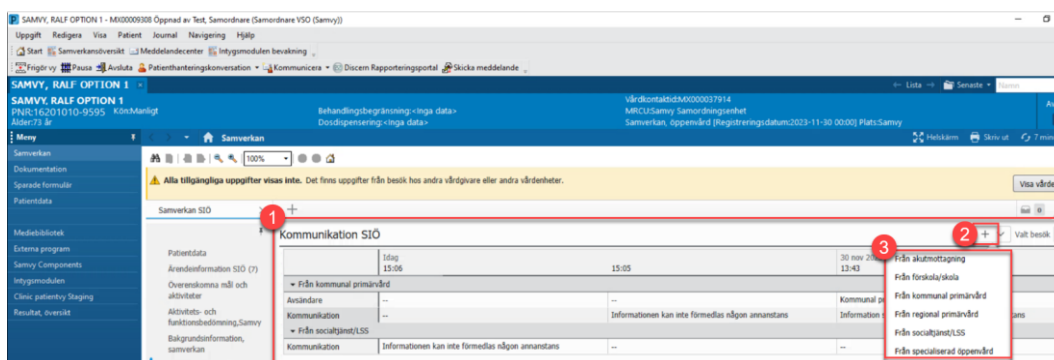 SAMVY, RALF OPTION 1 - MX00009308 Öppnad av Test, Samordnare (Samordnare VSO (Samvy))
Uppgift Redigera Visa Patient Journal Navigering Hjälp
Start Samverkansöversikt Meddelandecenter Intygsmodulen bevakning
Frigör vy Pausa Avsluta Patienthanteringskonversation Kommunicera Discern Rapporteringsportal Skicka meddelande
SAMVY, RALF OPTION 1 Lista Senaste Namn
SAMVY, RALF OPTION 1
PNR:16201010-9595 Kön:Manligt
Ålder:73 år
Behandlingsbegränsning:<Inga data>
Dosdispensering:<Inga data>
Vårdkontaktid:MX000037914
MRCU:Samvy Samordningsenhet
Samverkan, öppenvård [Registreringsdatum:2023-11-30 00:00] Plats:Samvy
Meny Samverkan Helskärm Skriv ut 7 min
Samverkan
Dokumentation
Sparade formulär
Patientdata
Mediebibliotek
Externa program
Samvy Components
Intygsmodulen
Clinic patientvy Staging
Resultat, översikt
100%
Alla tillgängliga uppgifter visas inte. Det finns uppgifter från besök hos andra vårdgivare eller andra vårdenheter.
Visa vårde
Samverkan SIÖ
0
1
Kommunikation SIÖ
2
Valt besök
3
Patientdata
Ärendeinformation SIÖ (7)
Överenskomna mål och
aktiviteter
Aktivitets- och
funktionsbedömning,Samvy
Bakgrundsinformation,
samverkan
Idag
15:06 15:05 13:43
30 nov
Från kommunal primärvård
Avsändare -- -- Kommunal
Kommunikation -- Informationen kan inte förmedlas någon annanstans
Från socialtjänst/LSS
Kommunikation Informationen kan inte förmedlas någon annanstans -- --
Från akutmottagning
Från förskola/skola
Från kommunal primärvård
Från regional primärvård
Från socialtjänst/LSS
Från specialiserad öppenvård